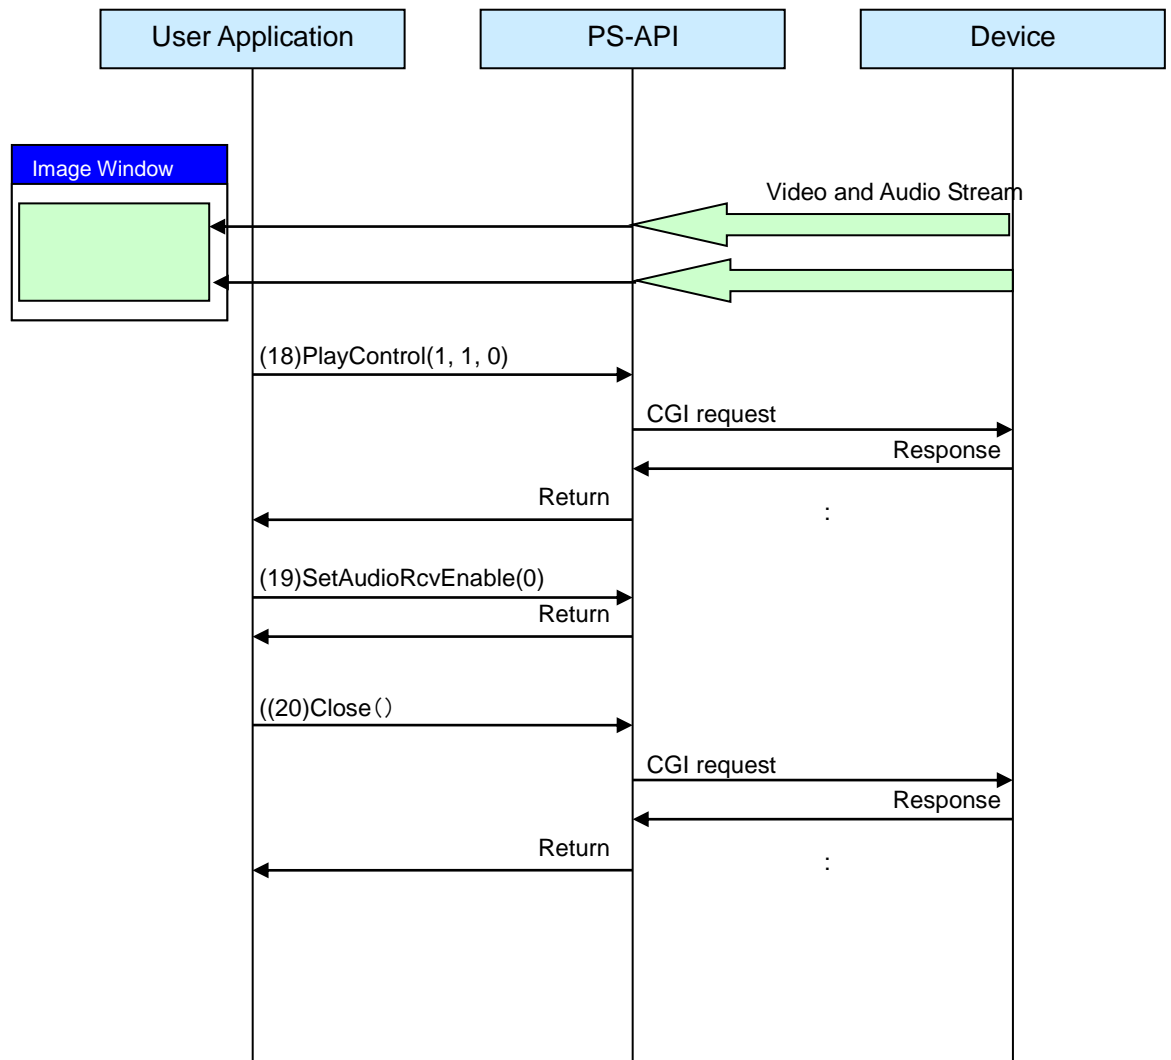 User Application
PS-API
Device
Image Window
Video and Audio Stream
(18)PlayControl(1, 1, 0)
CGI request
Response
Return
:
(19)SetAudioRcvEnable(0)
Return
((20)Close（）
CGI request
Response
Return
: